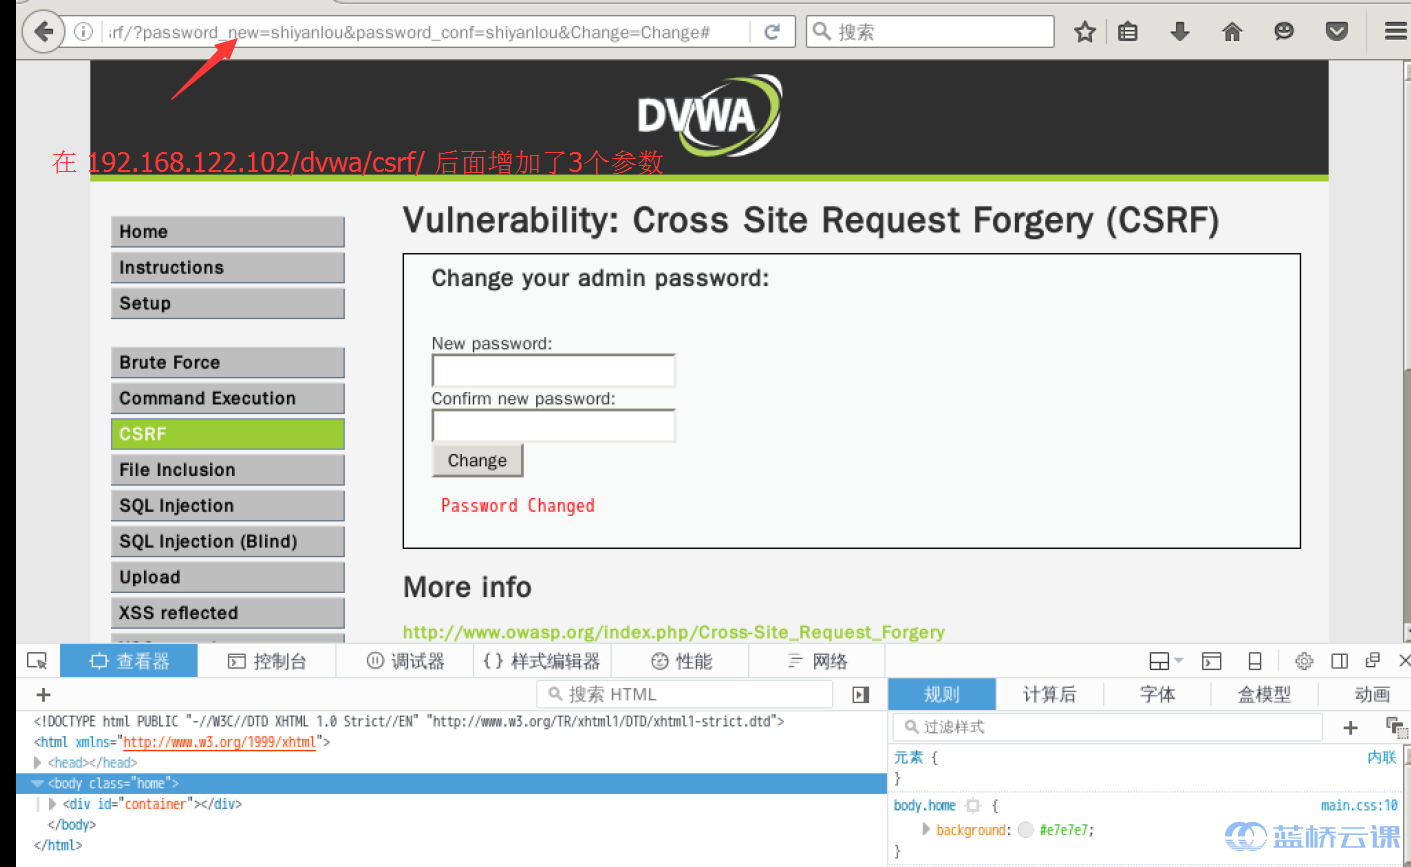 rf/?password_new=shiyanlou&password_conf=shiyanlou&Change=Change#
搜索
DVWA
在 192.168.122.102/dvwa/csrf/ 后面增加了3个参数
Home
Instructions
Setup
Brute Force
Command Execution
CSRF
File Inclusion
SQL Injection
SQL Injection (Blind)
Upload
XSS reflected
Vulnerability: Cross Site Request Forgery (CSRF)
Change your admin password:
New password:
Confirm new password:
Change
Password Changed
More info
http://www.owasp.org/index.php/Cross-Site_Request_Forgery
查看器
控制台
调试器
{ } 样式编辑器
性能
网络
+
搜索 HTML
<!DOCTYPE html PUBLIC "-//W3C//DTD XHTML 1.0 Strict//EN" "http://www.w3.org/TR/xhtml1/DTD/xhtml1-strict.dtd">
<html xmlns="http://www.w3.org/1999/xhtml">
<head></head>
<body class="home">
<div id="container"></div>
</body>
</html>
规则
计算后
字体
盒模型
动画
过滤样式
+
元素 {
内联
}
body.home {
main.css:10
background: #e7e7e7;
}
蓝桥云课